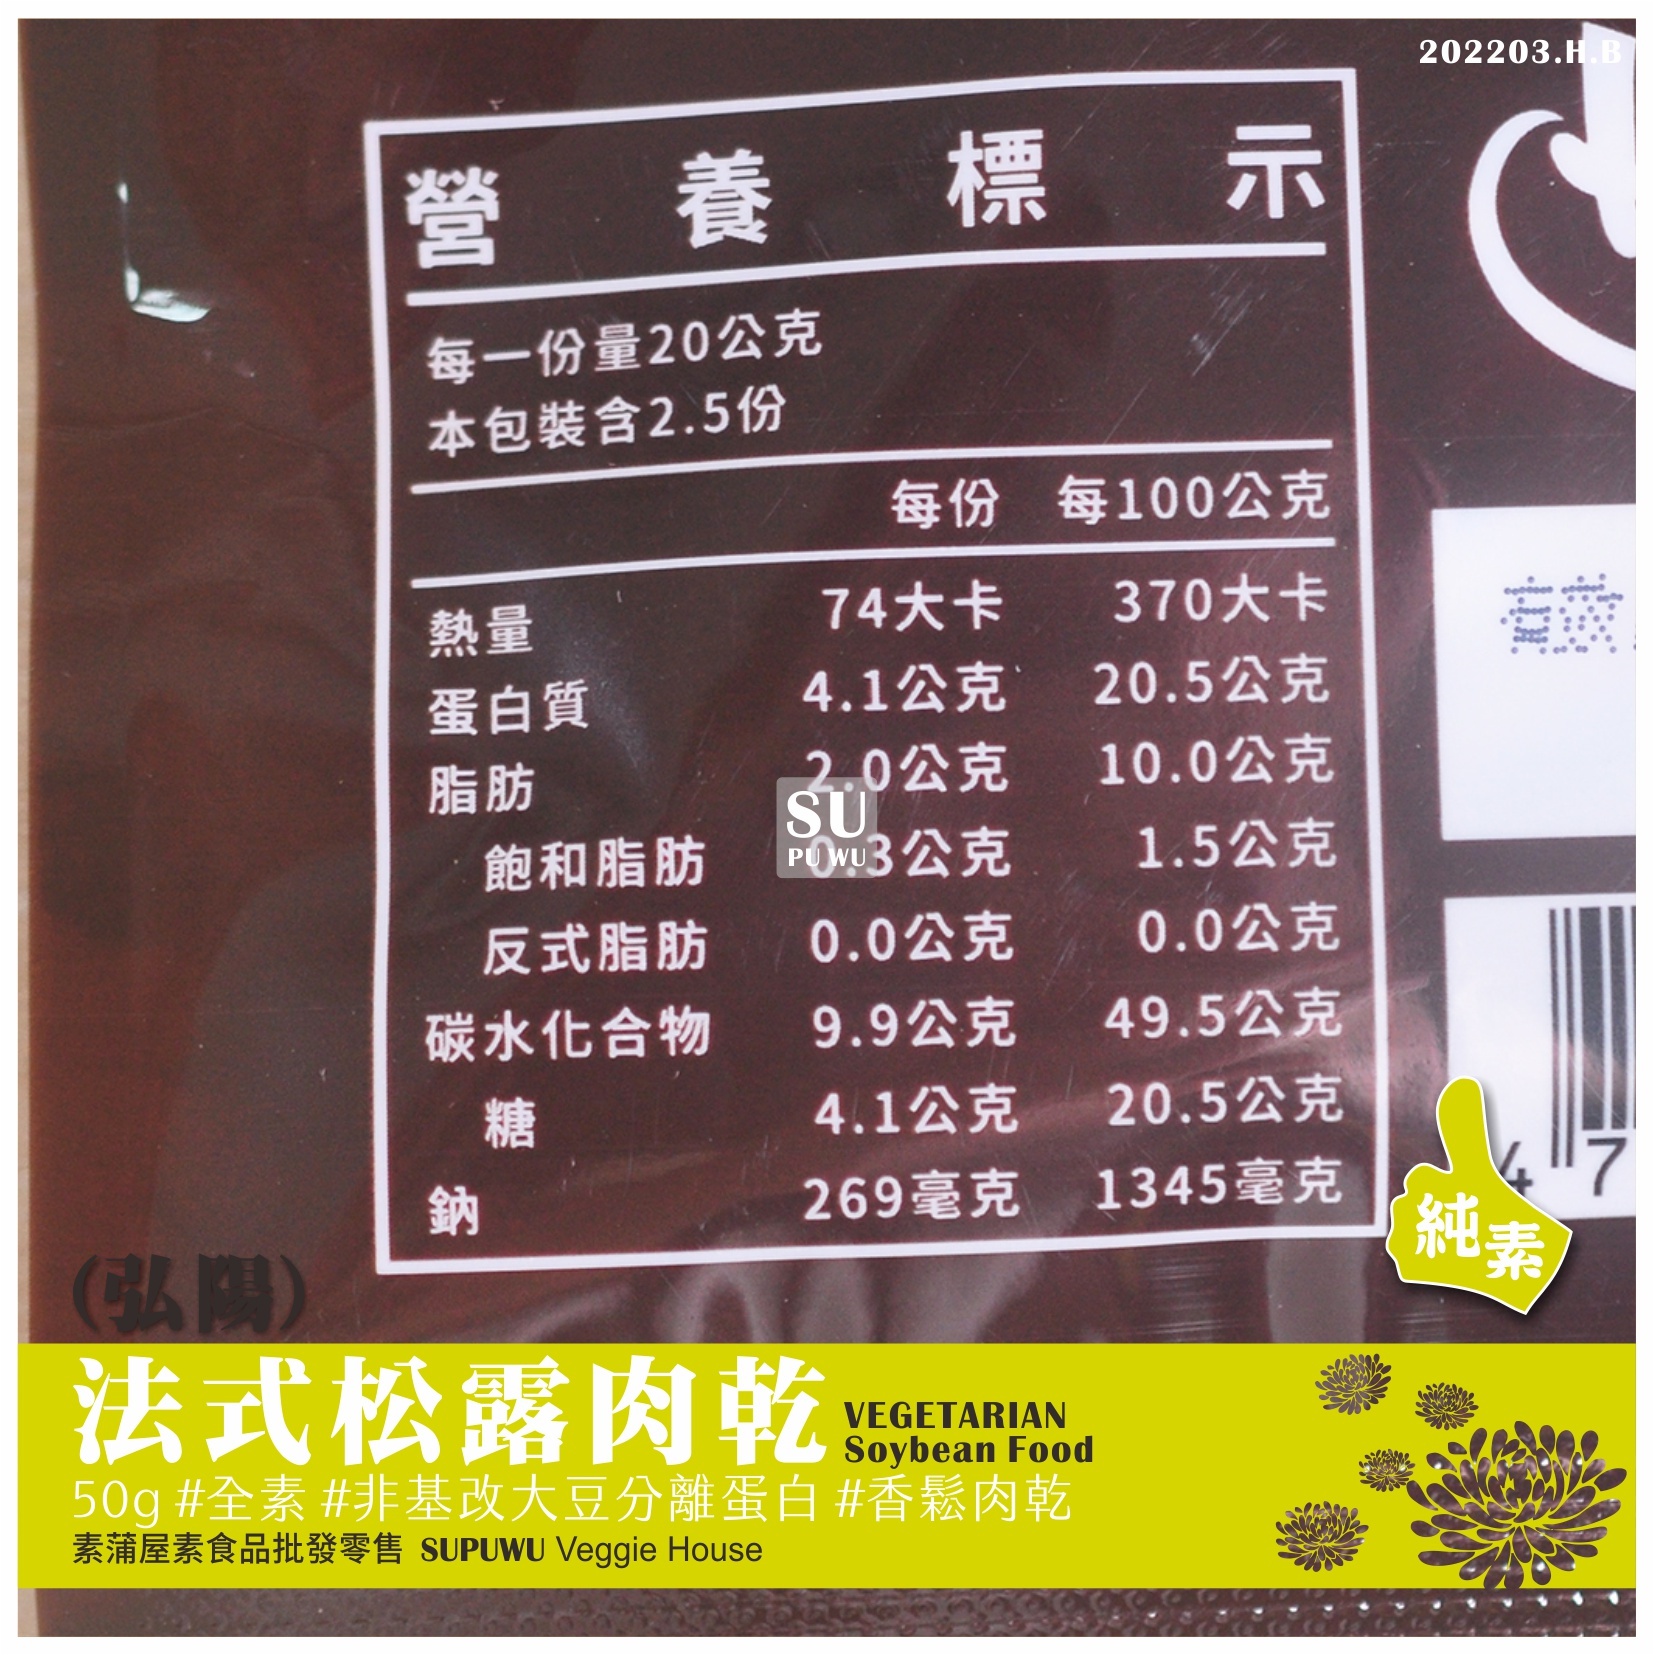 202203.H.B
營養標示
每一份量20公克
本包裝含2.5份
每份 每100公克
熱量 74大卡 370大卡
蛋白質 4.1公克 20.5公克
脂肪 2.0公克 10.0公克
飽和脂肪 0.3公克 1.5公克
反式脂肪 0.0公克 0.0公克
碳水化合物 9.9公克 49.5公克
糖 4.1公克 20.5公克
鈉 269毫克 1345毫克
SU
PU WU
有效
47
純素
(弘陽)
法式松露肉乾 VEGETARIAN
Soybean Food
50g #全素 #非基改大豆分離蛋白 #香鬆肉乾
素蒲屋素食品批發零售 SUPUWU Veggie House